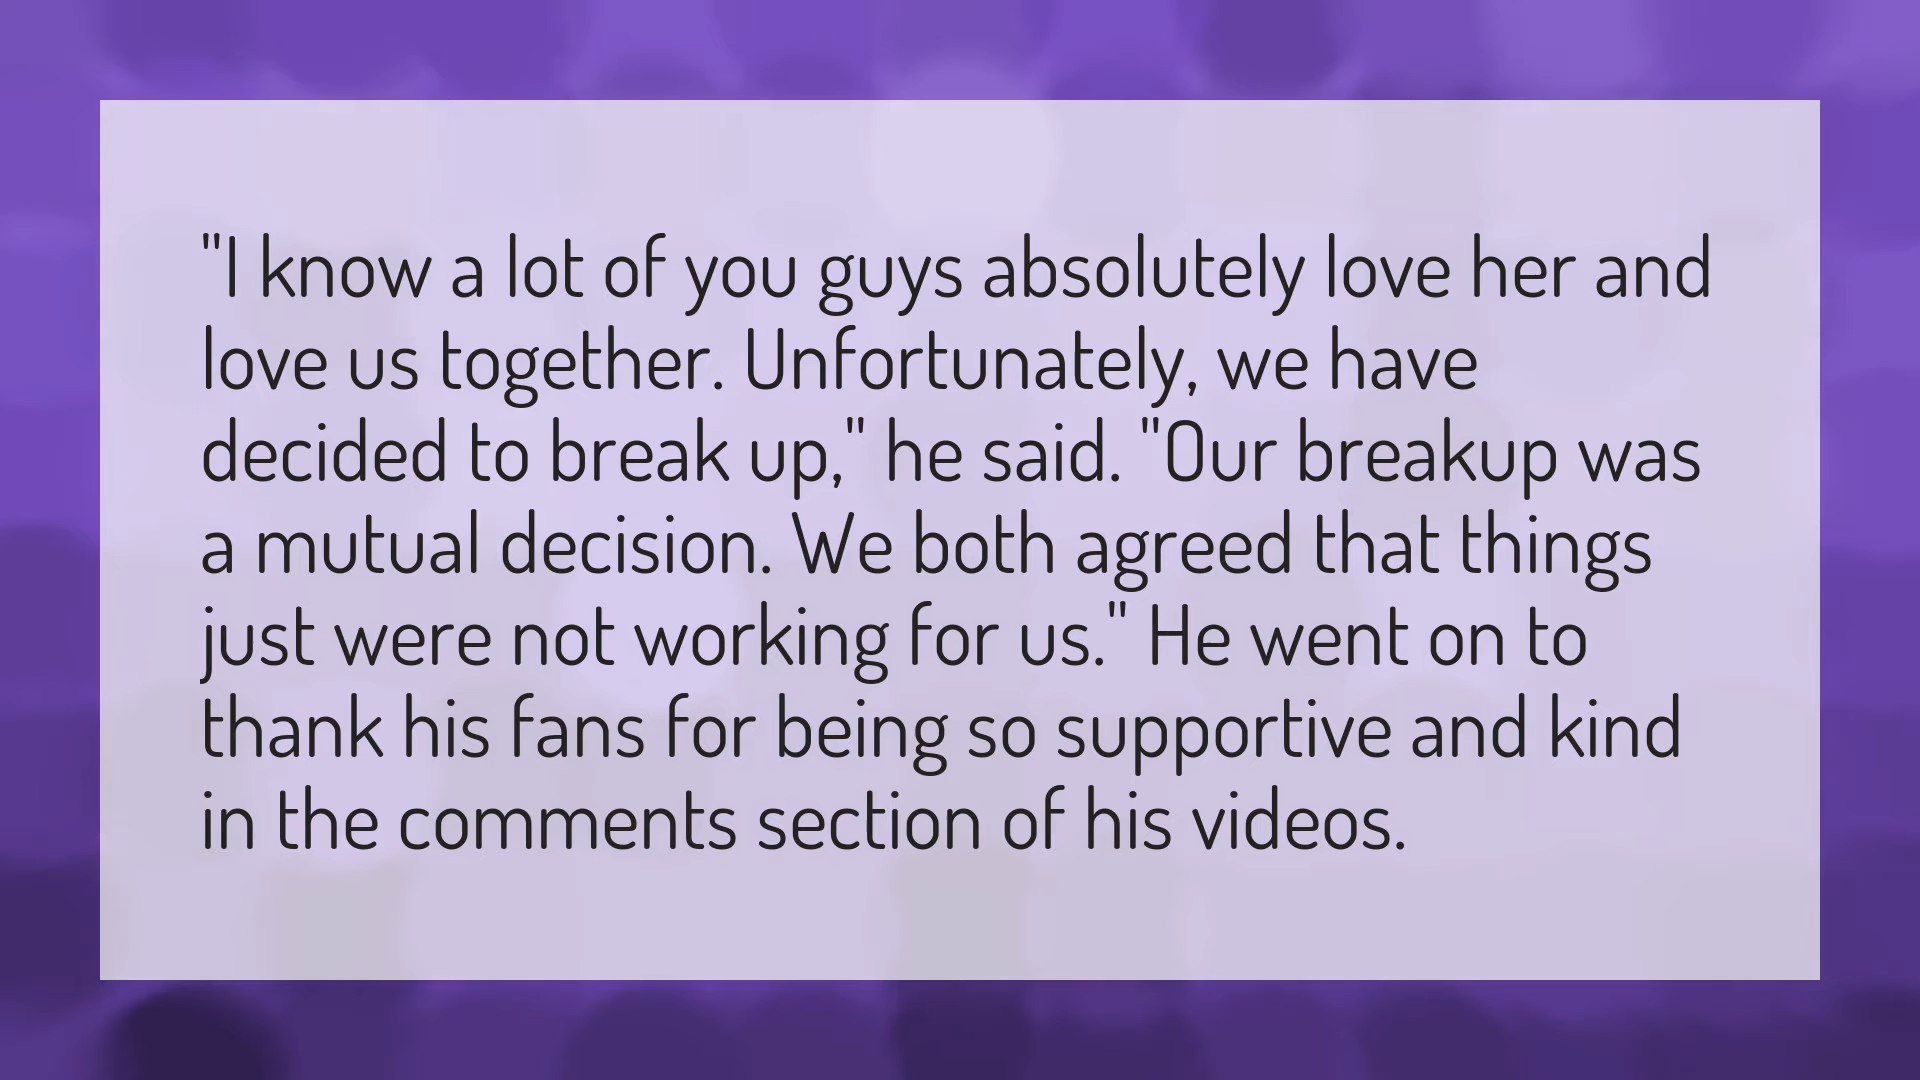 "I know a lot of you guys absolutely love her and
love us together. Unfortunately, we have
decided to break up," he said. "Our breakup was
a mutual decision. We both agreed that things
just were not working for us." He went on to
thank his fans for being so supportive and kind
in the comments section of his videos.